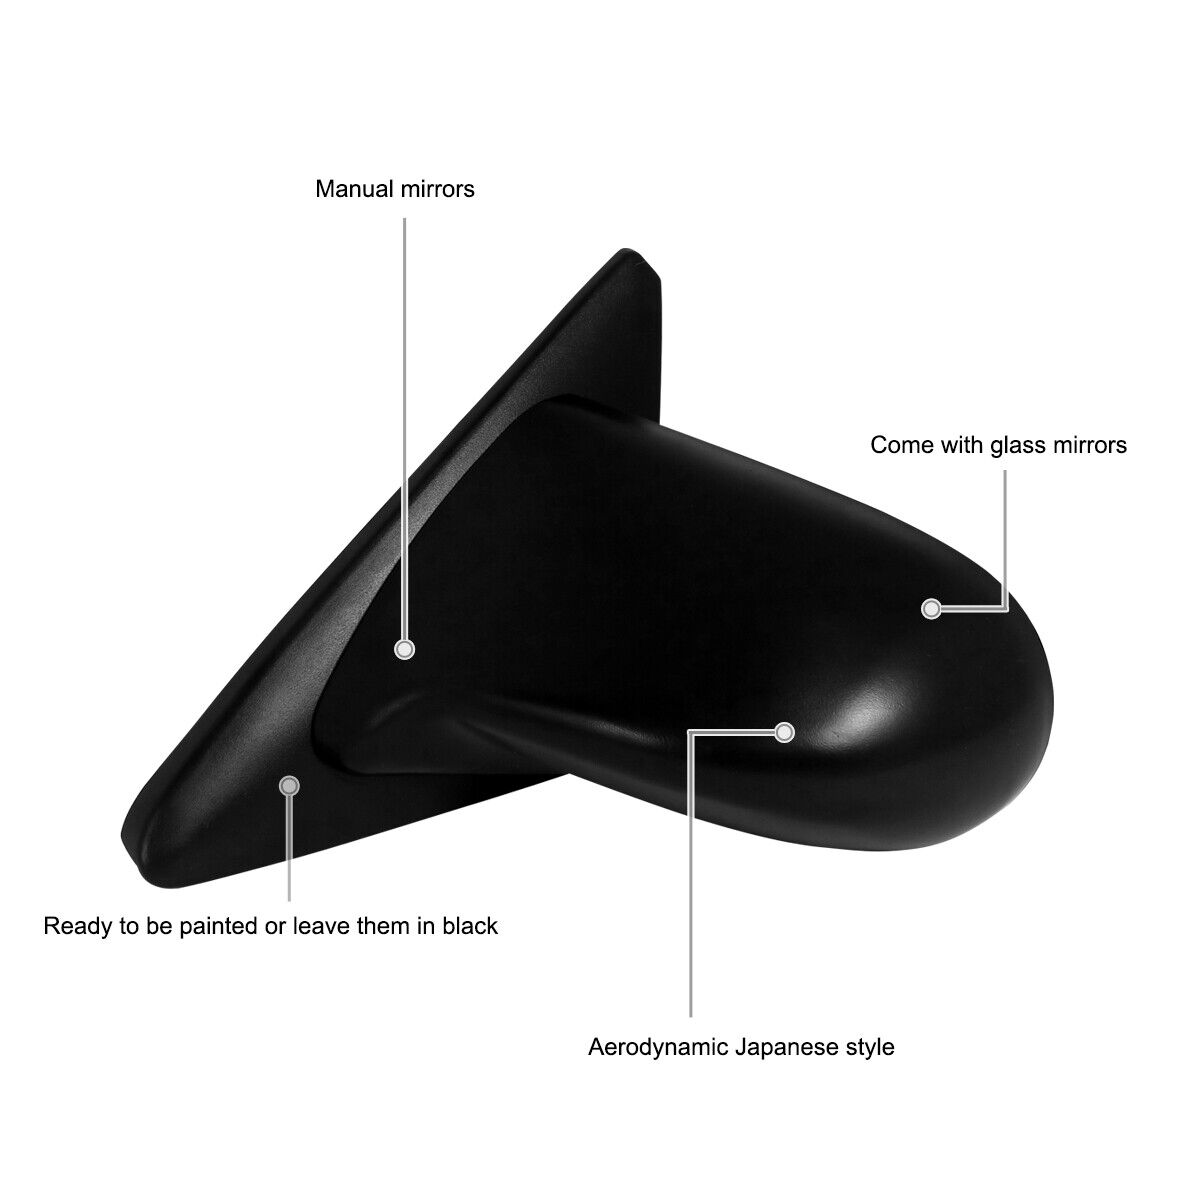 Manual mirrors
Come with glass mirrors
Ready to be painted or leave them in black
Aerodynamic Japanese style